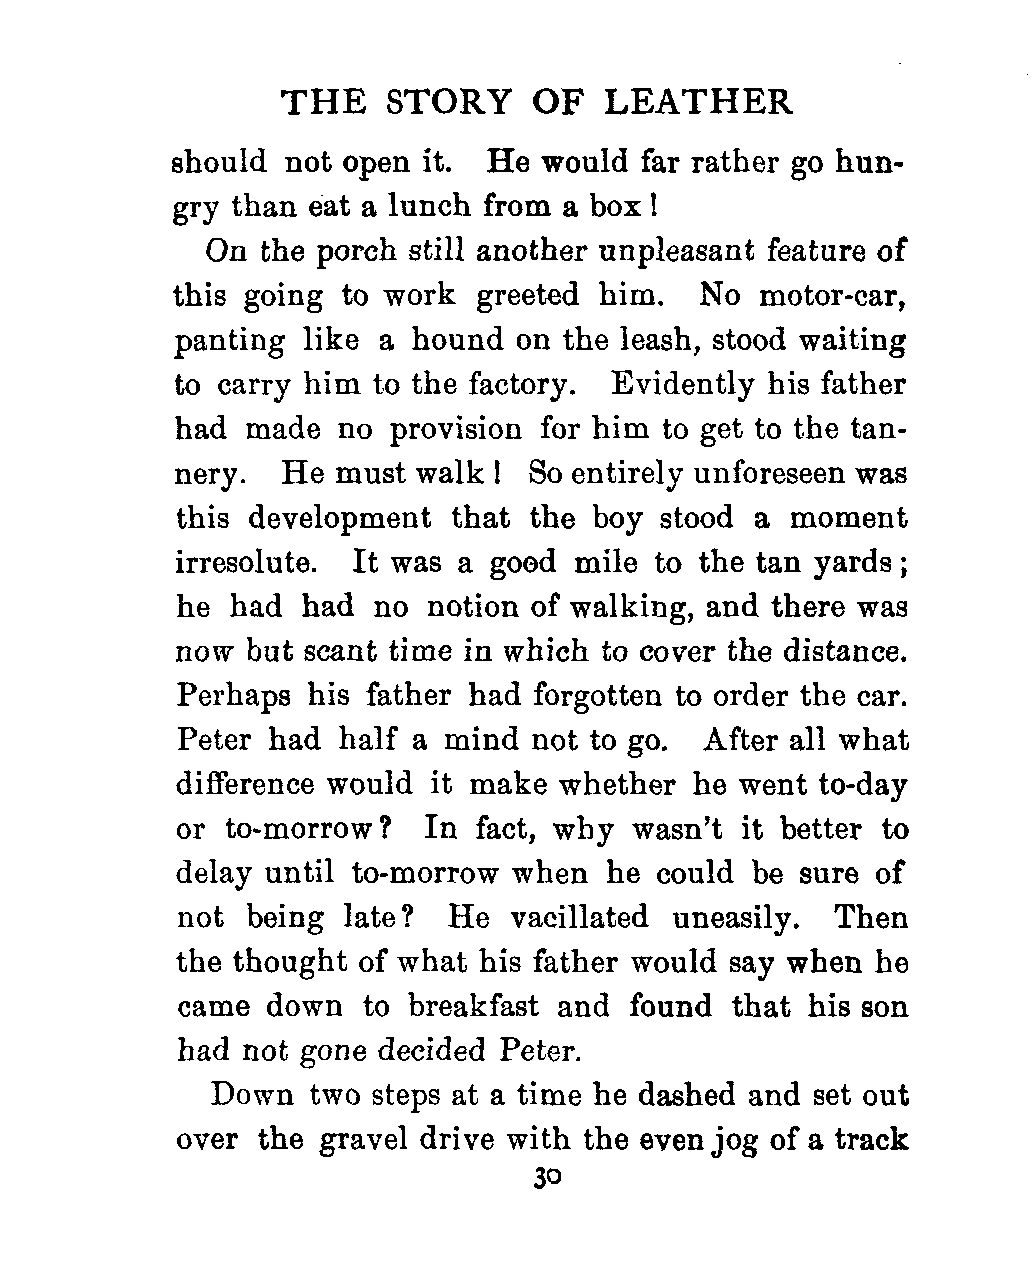 THE STORY OF LEATHER
should not open it. He would far rather go hun-
gry than eat a lunch from a box!
On the porch still another unpleasant feature of
this going to work greeted him. No motor-car,
panting like a hound on the leash, stood waiting
to carry him to the factory. Evidently his father
had made no provision for him to get to the tan-
nery. He must walk! So entirely unforeseen was
this development that the boy stood a moment
irresolute. It was a good mile to the tan yards;
he had had no notion of walking, and there was
now but scant time in which to cover the distance.
Perhaps his father had forgotten to order the car.
Peter had half a mind not to go. After all what
difference would it make whether he went to-day
or to-morrow? In fact, why wasn't it better to
delay until to-morrow when he could be sure of
not being late? He vacillated uneasily. Then
the thought of what his father would say when he
came down to breakfast and found that his son
had not gone decided Peter.
Down two steps at a time he dashed and set out
over the gravel drive with the even jog of a track
30